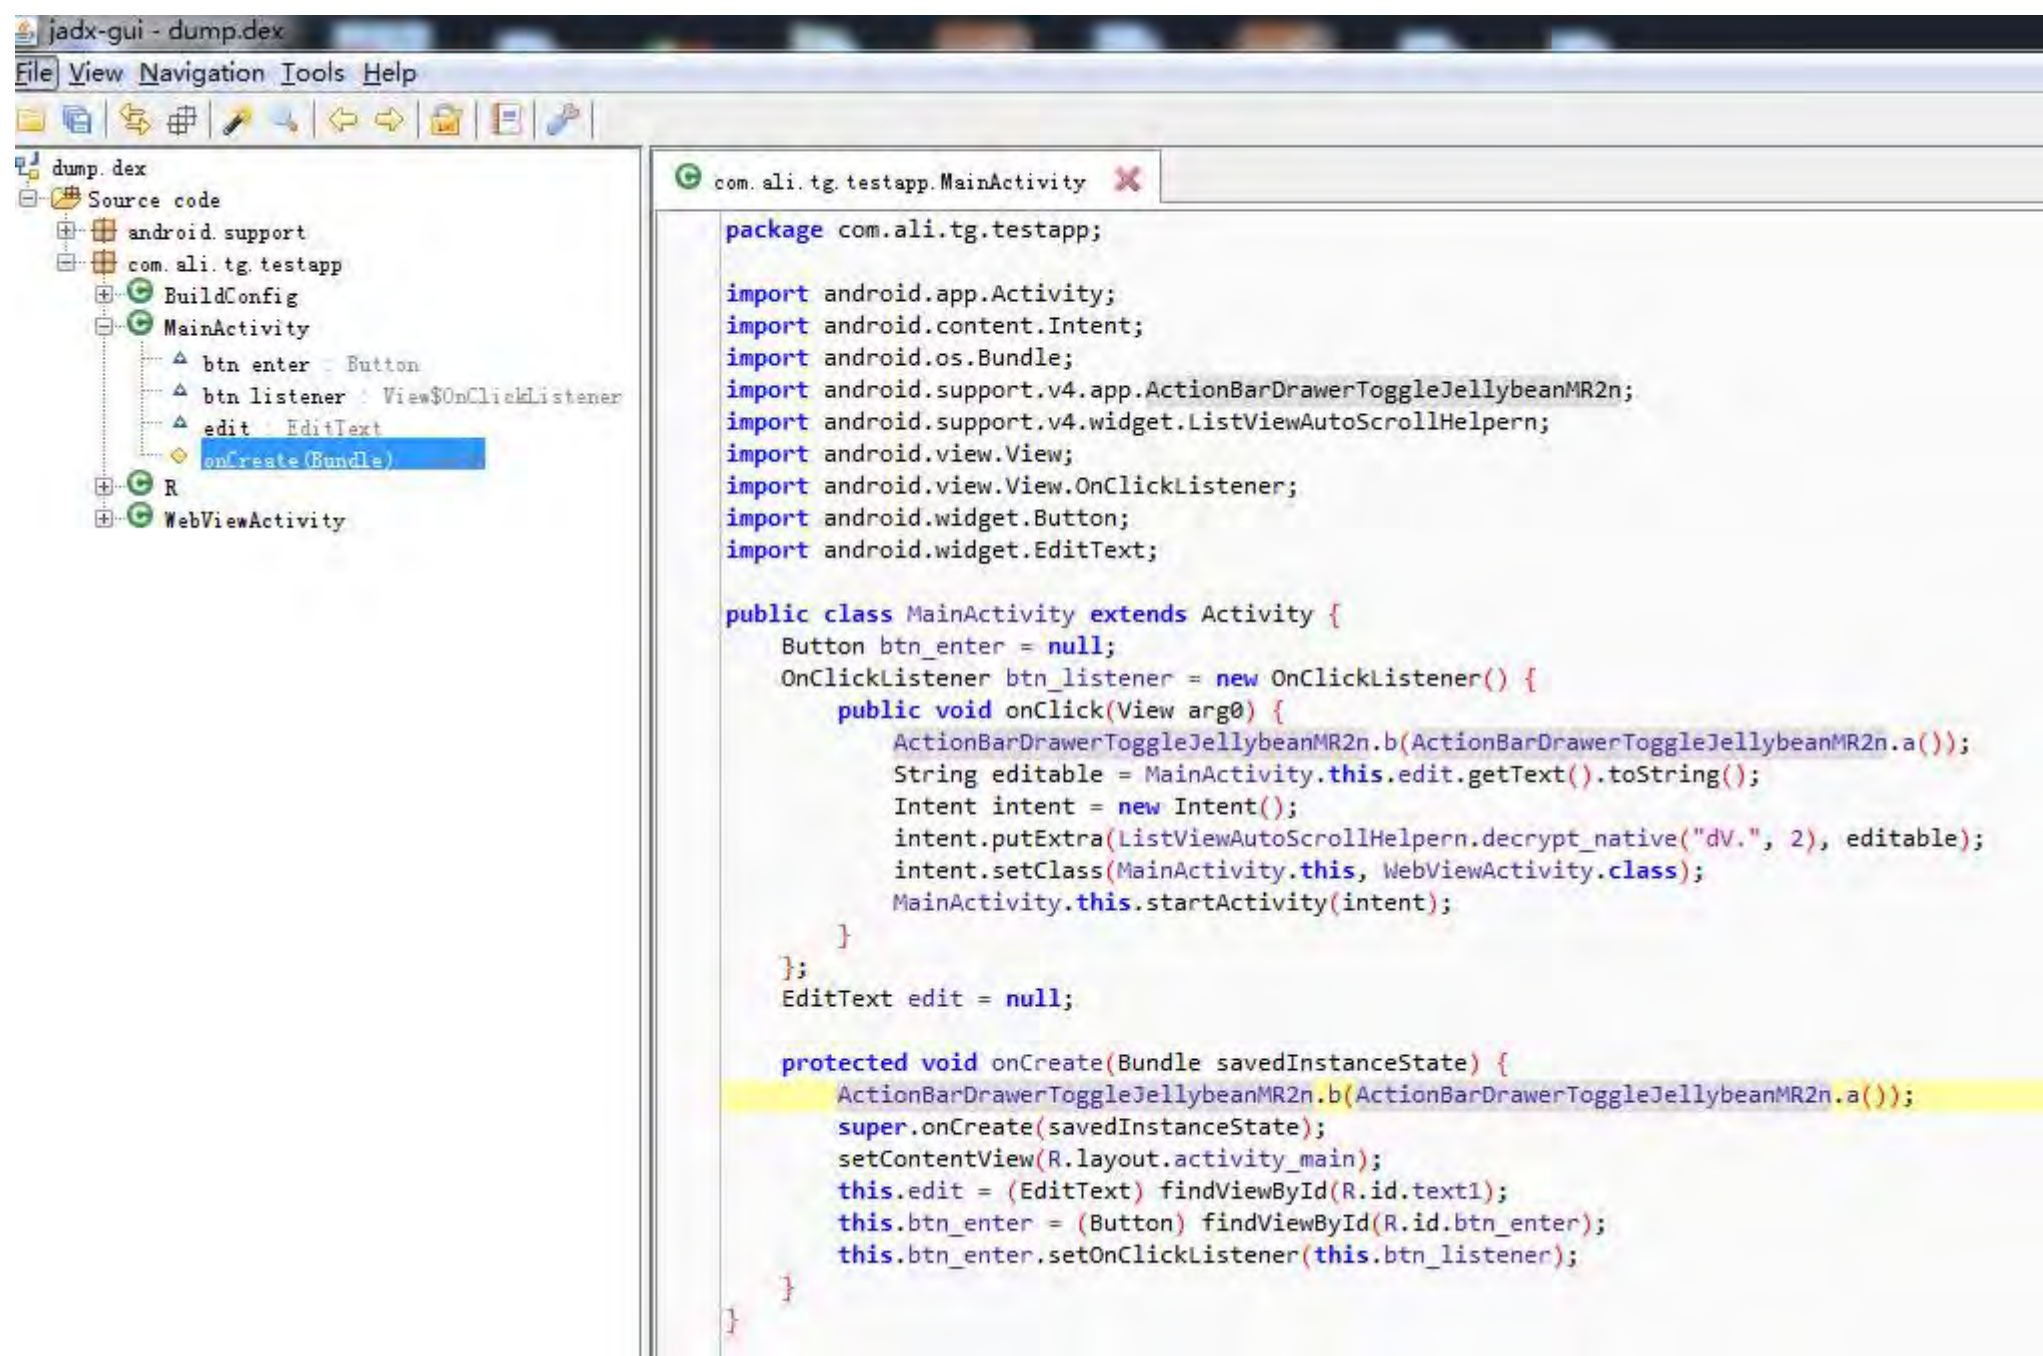 jadx-gui - dump.dex
File View Navigation Tools Help
dump.dex
Source code
android.support
com.ali.tg.testapp
BuildConfig
MainActivity
btn enter : Button
btn listener : View$OnClickListener
edit : EditText
onCreate(Bundle)
R
WebViewActivity
com.ali.tg.testapp.MainActivity
package com.ali.tg.testapp;
import android.app.Activity;
import android.content.Intent;
import android.os.Bundle;
import android.support.v4.app.ActionBarDrawerToggleJellybeanMR2n;
import android.support.v4.widget.ListViewAutoScrollHelpern;
import android.view.View;
import android.view.View.OnClickListener;
import android.widget.Button;
import android.widget.EditText;
public class MainActivity extends Activity {
Button btn_enter = null;
OnClickListener btn_listener = new OnClickListener() {
public void onClick(View arg0) {
ActionBarDrawerToggleJellybeanMR2n.b(ActionBarDrawerToggleJellybeanMR2n.a());
String editable = MainActivity.this.edit.getText().toString();
Intent intent = new Intent();
intent.putExtra(ListViewAutoScrollHelpern.decrypt_native("dV.", 2), editable);
intent.setClass(MainActivity.this, WebViewActivity.class);
MainActivity.this.startActivity(intent);
}
};
EditText edit = null;
protected void onCreate(Bundle savedInstanceState) {
ActionBarDrawerToggleJellybeanMR2n.b(ActionBarDrawerToggleJellybeanMR2n.a());
super.onCreate(savedInstanceState);
setContentView(R.layout.activity_main);
this.edit = (EditText) findViewById(R.id.text1);
this.btn_enter = (Button) findViewById(R.id.btn_enter);
this.btn_enter.setOnClickListener(this.btn_listener);
}
}